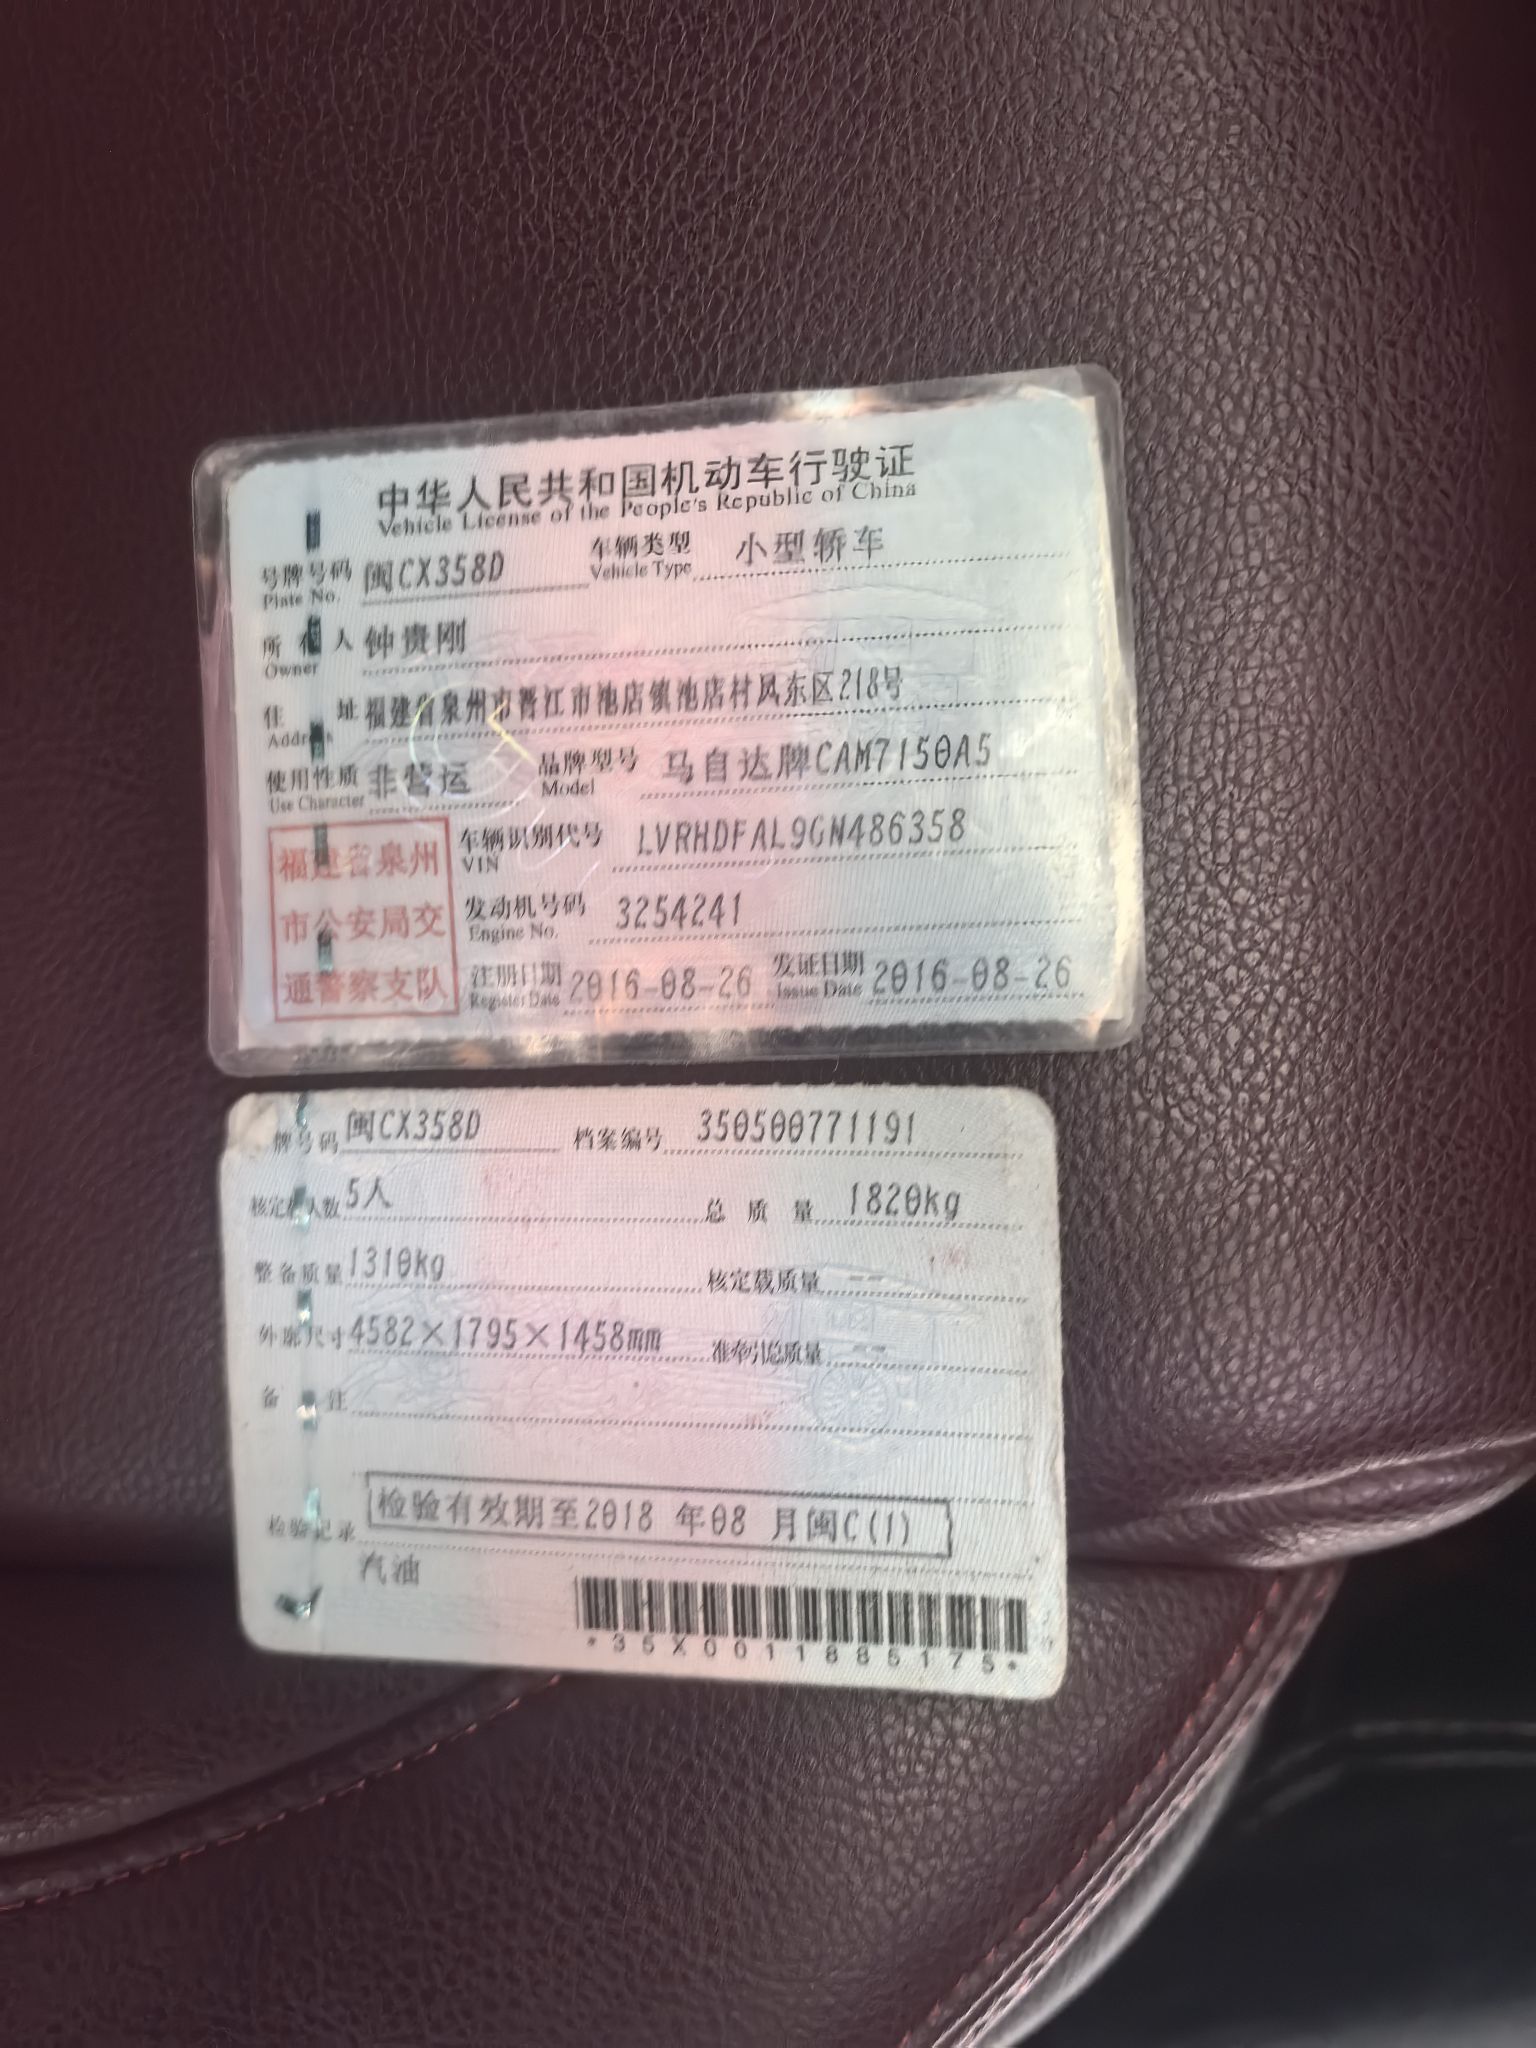 中华人民共和国机动车行驶证
Vehicle License of the People's Republic of China
号牌号码 闽CX358D 车辆类型 小型轿车
Plate No. Vehicle Type
所有人 钟贵刚
Owner
住址 福建省泉州市晋江市池店镇池店村凤东区218号
Address
使用性质 非营运 品牌型号 马自达牌CAM7150A5
Use Character Model
福建省泉州
市公安局交
通警察支队
车辆识别代号 LVRHDFAL9GN486358
VIN
发动机号码 3254241
Engine No.
注册日期 2016-08-26 发证日期 2016-08-26
Register Date Issue Date
牌号码 闽CX358D 档案编号 350500771191
核定载人数 5人 总质量 1820kg
整备质量 1310kg 核定载质量 --
外廓尺寸 4582×1795×1458mm 准牵引总质量 --
备注
检验记录 检验有效期至2018 年08 月闽C(1)
汽油
*35X0011885175*